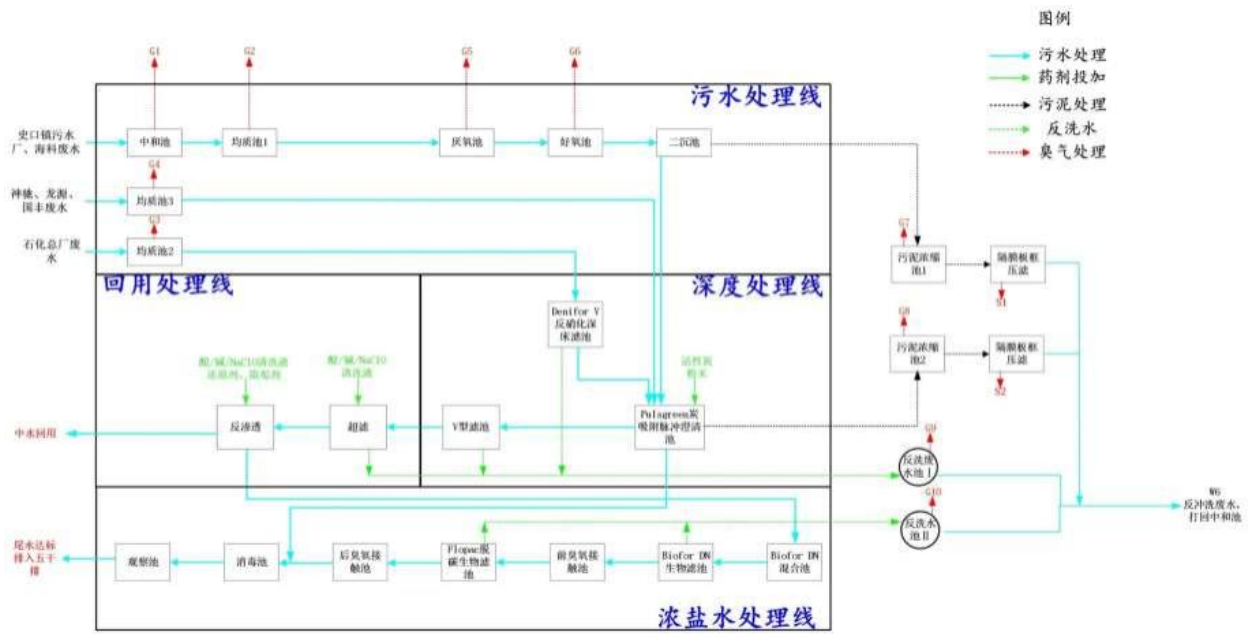 图例
污水处理
药剂投加
污泥处理
反洗水
臭气处理
G1
G2
G5
G6
污水处理线
史口镇污水
厂、海科废水
中和池
均质池1
厌氧池
好氧池
二沉池
G4
神驰、龙源、
国丰废水
均质池3
G3
石化总厂废
水
均质池2
G7
污泥浓缩
池1
隔膜板框
压滤
S1
回用处理线
深度处理线
Denifor V
反硝化深
床滤池
G8
污泥浓缩
池2
隔膜板框
压滤
S2
酸/碱/NaClO清洗液
还原剂、阻垢剂
酸/碱/NaClO
清洗液
活性炭
粉末
中水回用
反渗透
超滤
V型滤池
Pulsgreen炭
吸附脉冲澄清
池
G9
反洗废
水池Ⅰ
G10
反洗水
池Ⅱ
W6
反冲洗废水,
打回中和池
尾水达标
排入五干
排
观察池
消毒池
后臭氧接
触池
Flopac脱
碳生物滤
池
前臭氧接
触池
Biofor DN
生物滤池
Biofor DN
混合池
浓盐水处理线